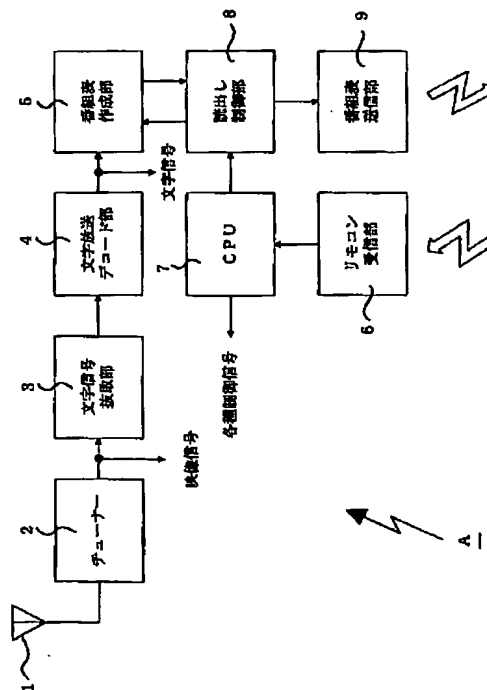 1
2
チューナー
映像信号
3
文字信号
抜取部
4
文字放送
デコード部
文字信号
5
番組表
作成部
6
リモコン
受信部
7
CPU
各種制御信号
8
読出し
制御部
9
番組表
送信部
A